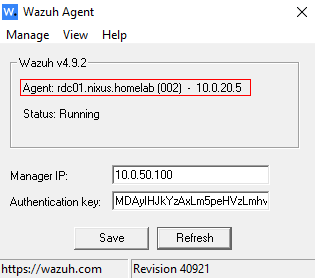 W. Wazuh Agent
Manage View Help
Wazuh v4.9.2
Agent: rdc01.nixus.homelab (002) - 10.0.20.5
Status: Running
Manager IP: 10.0.50.100
Authentication key: MDAyIHJkYzAxLm5peHVzLmhv
Save Refresh
https://wazuh.com Revision 40921